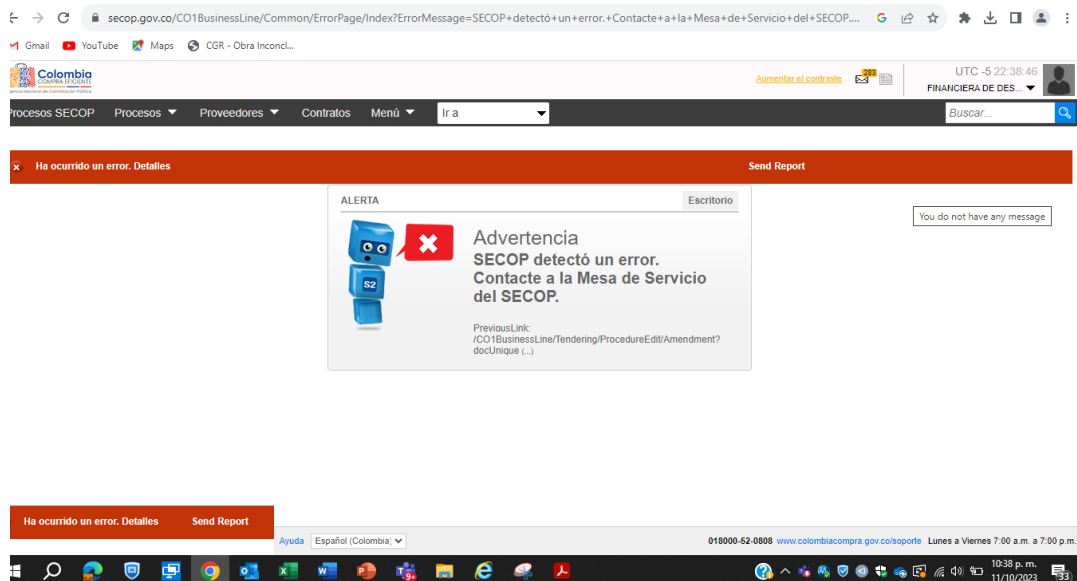 secop.gov.co/CO1BusinessLine/Common/ErrorPage/Index?ErrorMessage=SECOP+detectó+un+error.+Contacte+a+la+Mesa+de+Servicio+del+SECOP....
Gmail YouTube Maps CGR - Obra Inconcl...
Colombia
COMPRA EFICIENTE
Aumentar el contraste 283
UTC -5 22:38:46
FINANCIERA DE DES...
Procesos SECOP Procesos Proveedores Contratos Menú Ir a Buscar...
Ha ocurrido un error. Detalles Send Report
ALERTA Escritorio
You do not have any message
Advertencia
SECOP detectó un error.
Contacte a la Mesa de Servicio
del SECOP.
S2
PreviousLink:
/CO1BusinessLine/Tendering/ProcedureEdit/Amendment?
docUnique (...)
Ha ocurrido un error. Detalles Send Report
Ayuda Español (Colombia) 018000-52-0808 www.colombiacompra.gov.co/soporte Lunes a Viernes 7:00 a.m. a 7:00 p.m.
10:38 p. m.
11/10/2023
33